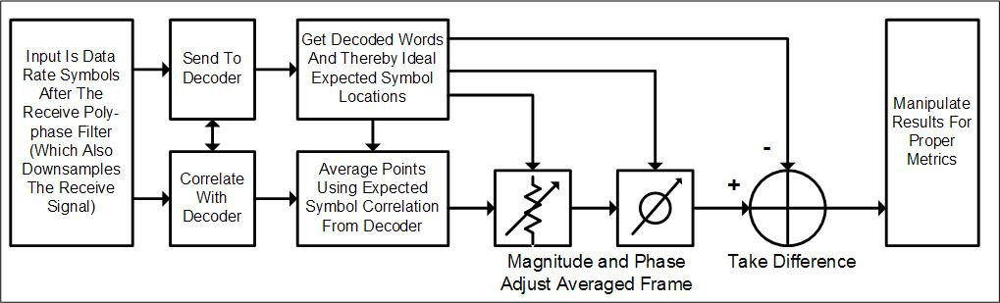 Input Is Data
Rate Symbols
After The
Receive Poly-
phase Filter
(Which Also
Downsamples
The Receive
Signal)
Send To
Decoder
Correlate
With
Decoder
Get Decoded Words
And Thereby Ideal
Expected Symbol
Locations
Average Points
Using Expected
Symbol Correlation
From Decoder
Magnitude and Phase
Adjust Averaged Frame
-
+
Take Difference
Manipulate
Results For
Proper
Metrics